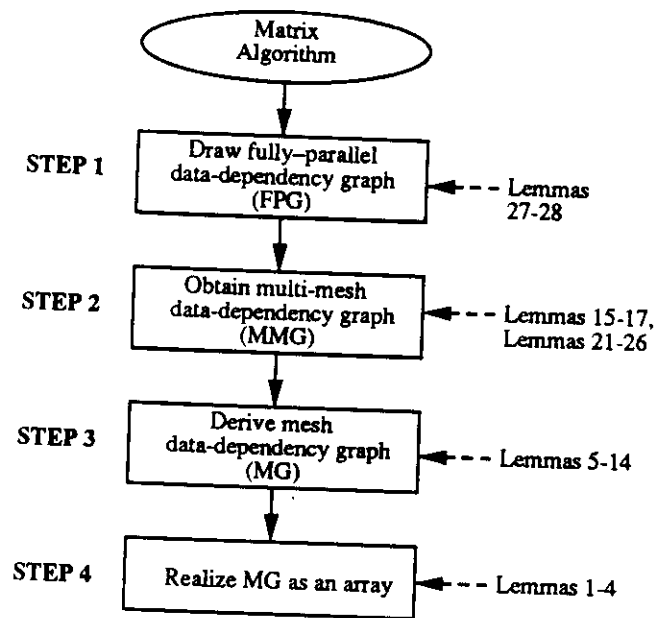 Matrix
Algorithm
STEP 1
Draw fully–parallel
data-dependency graph
(FPG)
Lemmas
27-28
STEP 2
Obtain multi-mesh
data-dependency graph
(MMG)
Lemmas 15-17,
Lemmas 21-26
STEP 3
Derive mesh
data-dependency graph
(MG)
Lemmas 5-14
STEP 4
Realize MG as an array
Lemmas 1-4